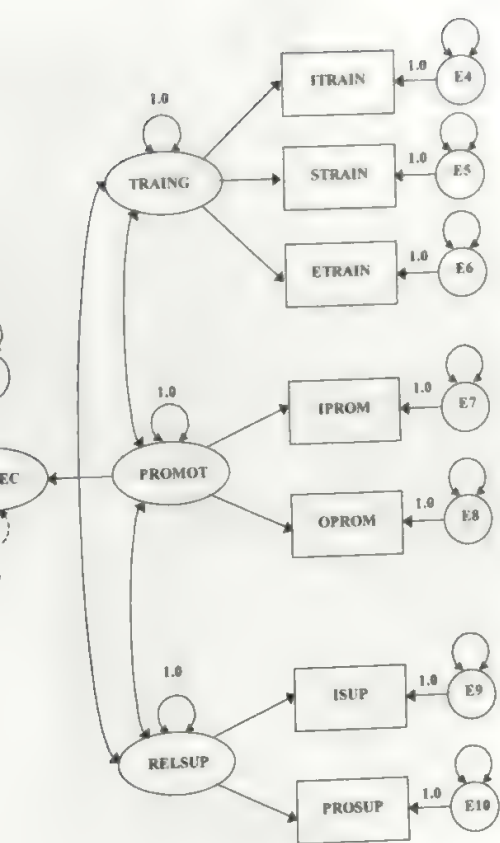 ITRAIN
1.0
E4
1.0
TRAING
STRAIN
1.0
E5
ETRAIN
1.0
E6
1.0
IPROM
1.0
E7
EC
PROMOT
OPROM
1.0
E8
1.0
ISUP
1.0
E9
RELSUP
PROSUP
1.0
E10